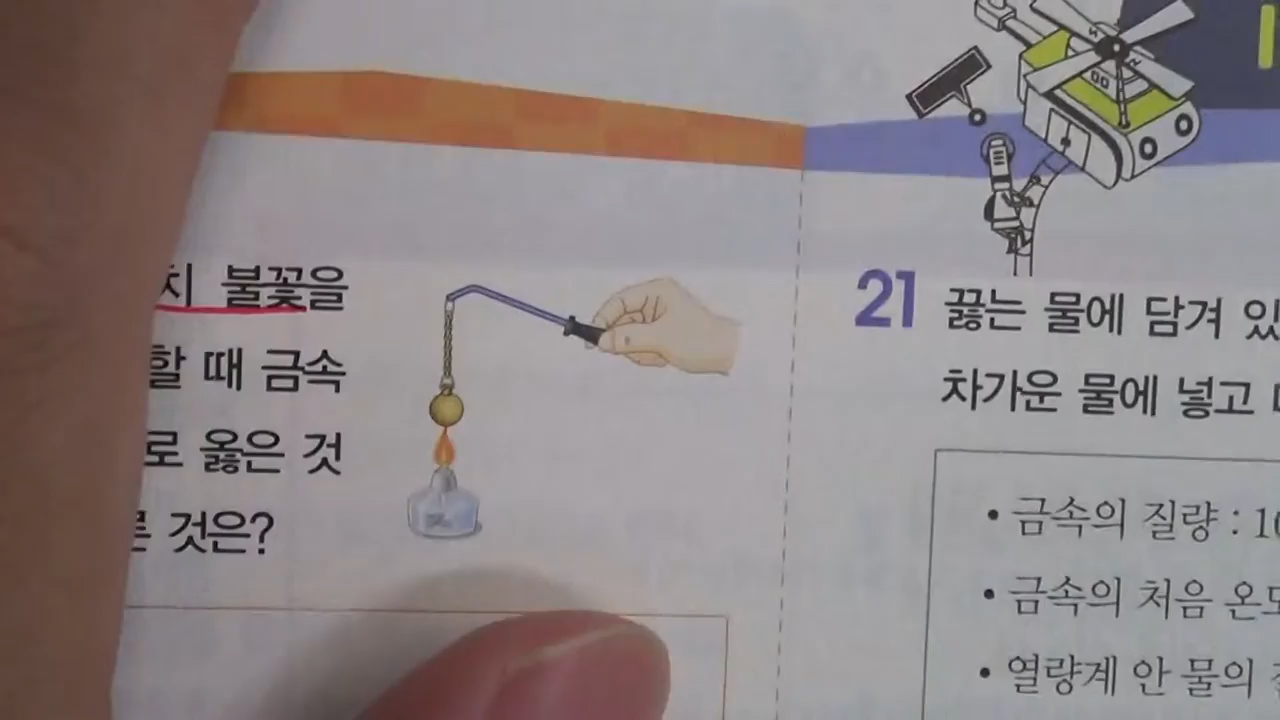 치 불꽃을
할 때 금속
로 옳은 것
것은?
21 끓는 물에 담겨 있
차가운 물에 넣고
• 금속의 질량 : 10
• 금속의 처음 온도
• 열량계 안 물의